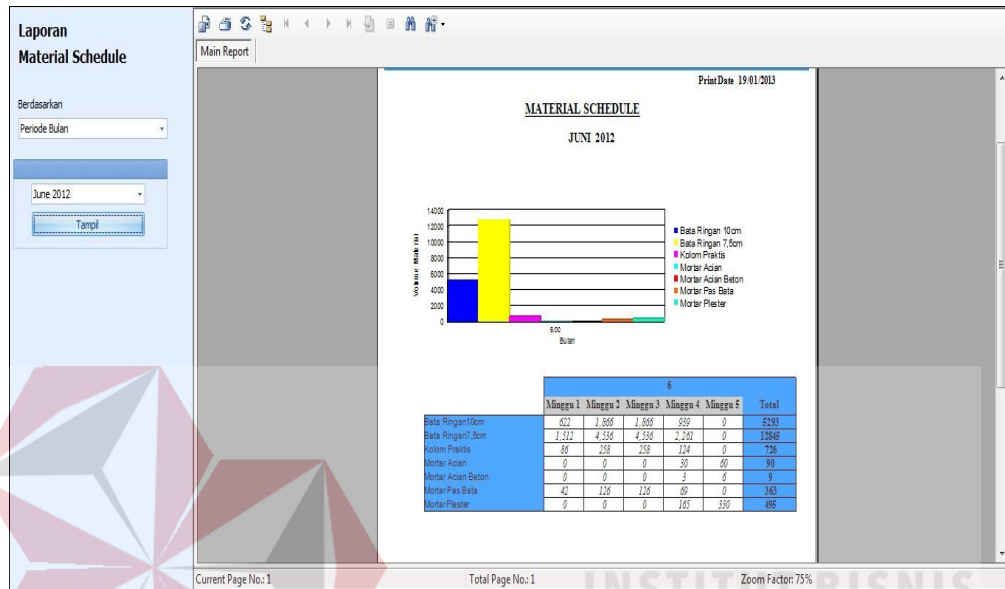 Laporan
Material Schedule
Berdasarkan
Periode Bulan
June 2012
Tampil
Main Report
PrintDate 19/01/2013
MATERIAL SCHEDULE
JUNI 2012
14000
12000
10000
8000
6000
4000
2000
0
Volume Material
6,00
Bulan
Bata Ringan 10cm
Bata Ringan 7,5cm
Kolom Praktis
Mortar Acian
Mortar Acian Beton
Mortar Pas Bata
Mortar Plester
6
Minggu 1 Minggu 2 Minggu 3 Minggu 4 Minggu 5 Total
Bata Ringan10cm 622 1,866 1,866 939 0 5293
Bata Ringan7,5cm 1,512 4,536 4,536 2,261 0 12845
Kolom Praktis 86 258 258 124 0 726
Mortar Acian 0 0 0 30 60 90
Mortar Acian Beton 0 0 0 3 6 9
Mortar Pas Bata 42 126 126 69 0 363
MortarPlester 0 0 0 165 330 495
Current Page No.: 1 Total Page No.: 1 Zoom Factor: 75%
INSTITUT BISNIS